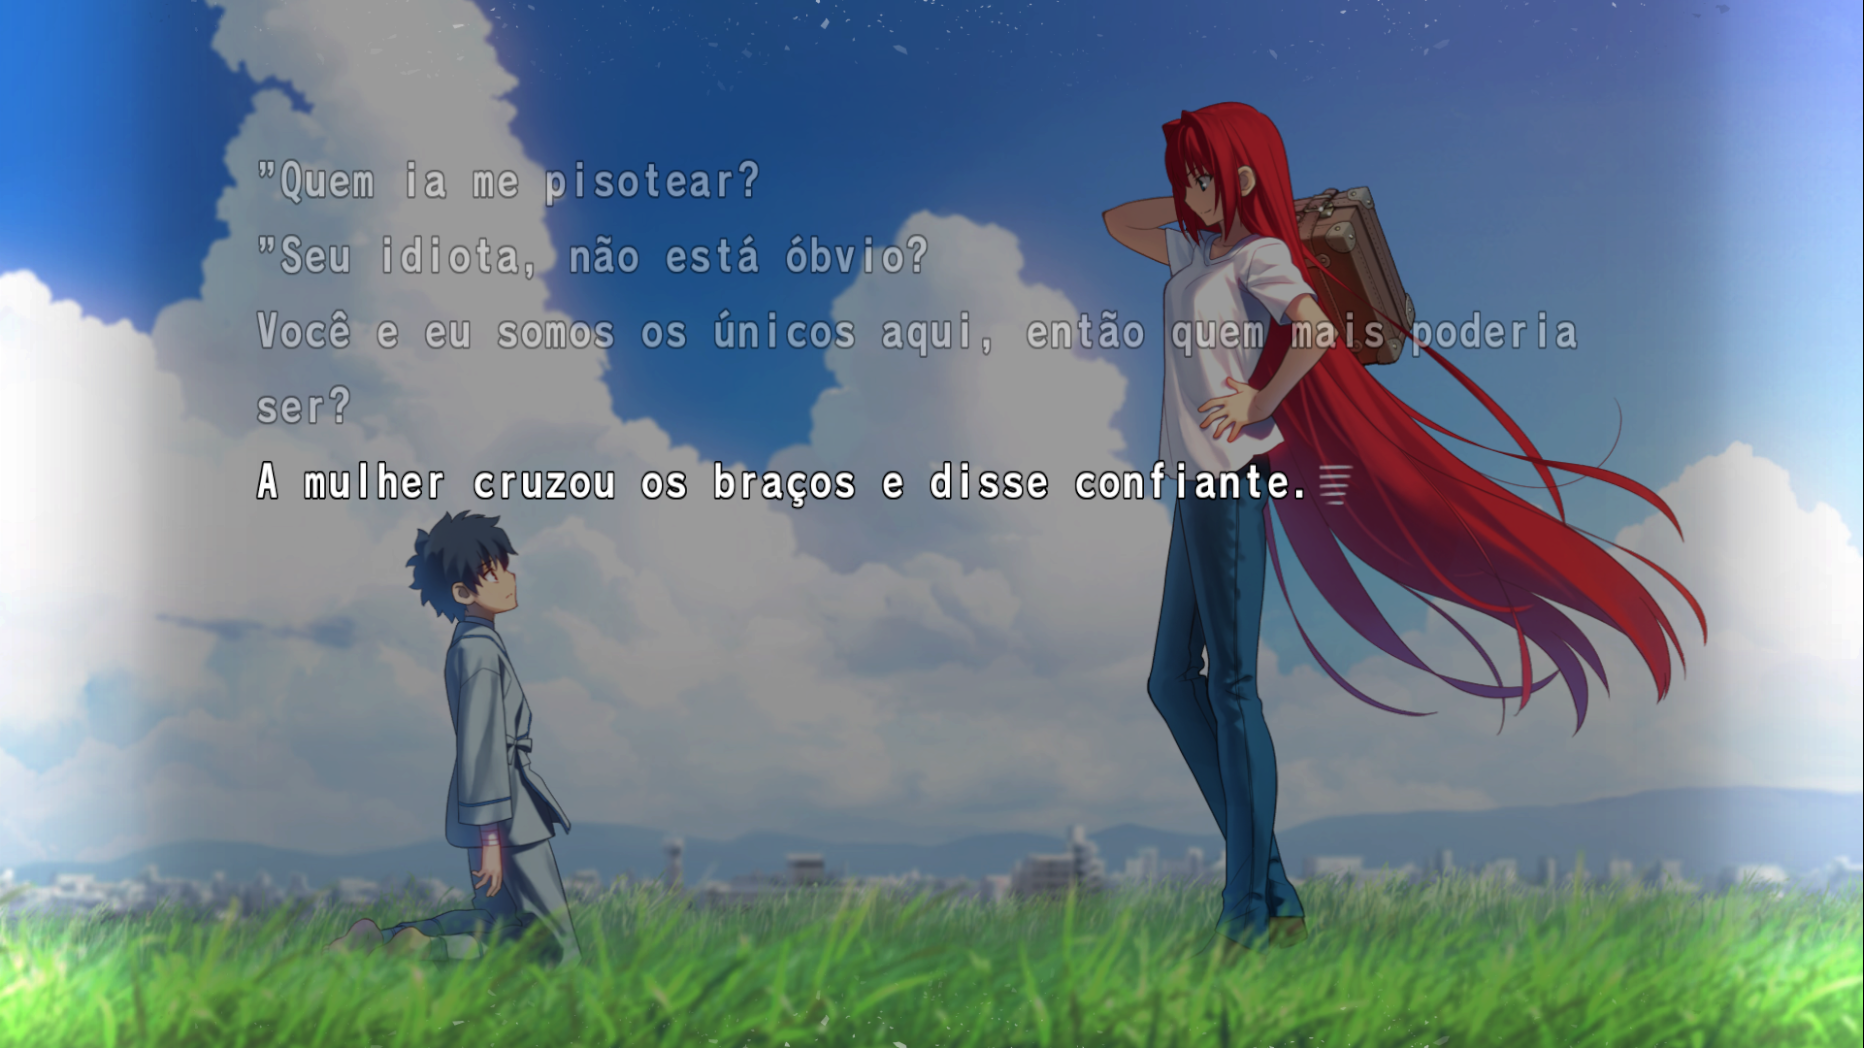 "Quem ia me pisotear?
"Seu idiota, não está óbvio?
Você e eu somos os únicos aqui, então quem mais poderia
ser?
A mulher cruzou os braços e disse confiante.